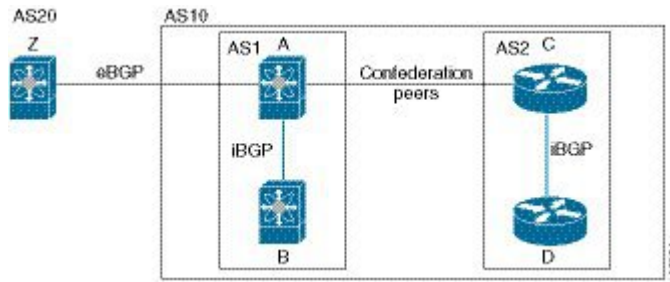 AS20
AS10
Z
AS1 A
AS2 C
eBGP
Confederation
peers
iBGP
iBGP
B
D